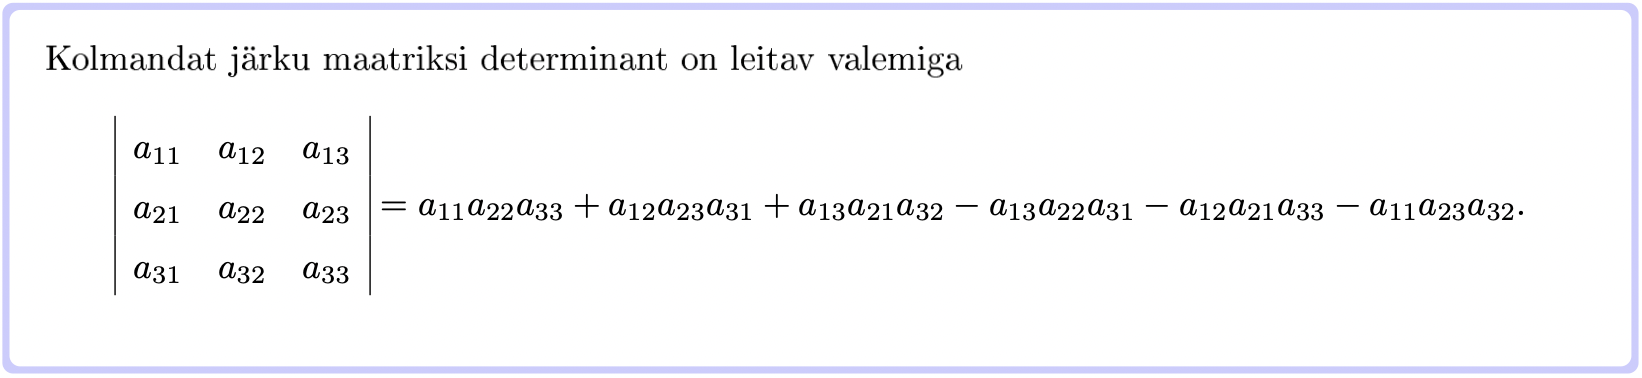 Kolmandat järku maatriksi determinant on leitav valemiga
| a₁₁ a₁₂ a₁₃ |
| a₂₁ a₂₂ a₂₃ | = a₁₁a₂₂a₃₃ + a₁₂a₂₃a₃₁ + a₁₃a₂₁a₃₂ − a₁₃a₂₂a₃₁ − a₁₂a₂₁a₃₃ − a₁₁a₂₃a₃₂.
| a₃₁ a₃₂ a₃₃ |